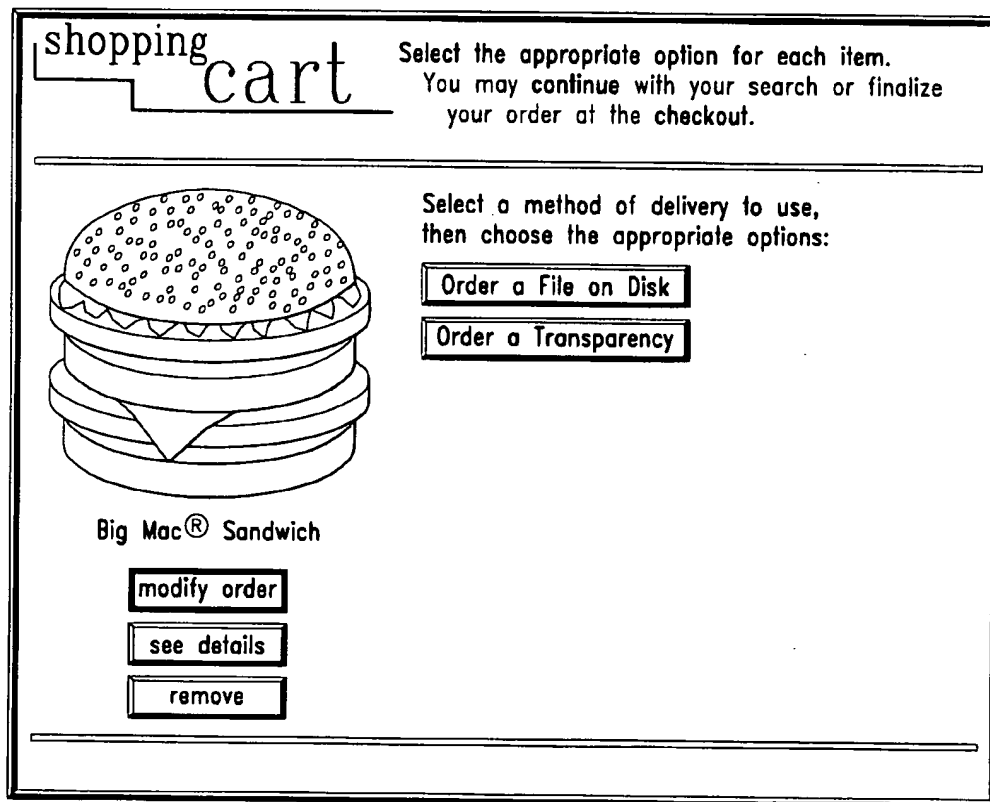 shopping
cart
Select the appropriate option for each item.
You may continue with your search or finalize
your order at the checkout.
Select a method of delivery to use,
then choose the appropriate options:
Order a File on Disk
Order a Transparency
Big Mac® Sandwich
modify order
see details
remove